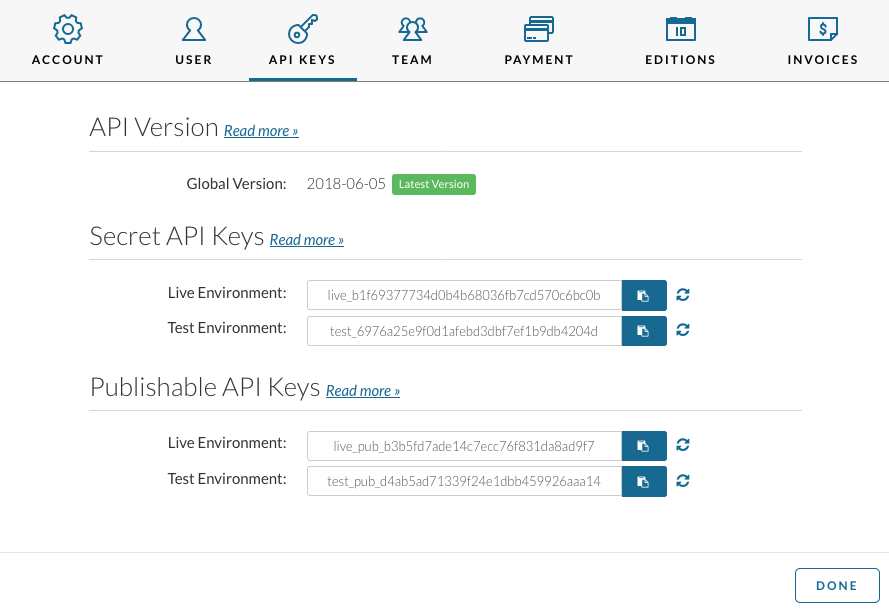 ACCOUNT USER API KEYS TEAM PAYMENT 10 EDITIONS $ INVOICES
API Version Read more »
Global Version: 2018-06-05 Latest Version
Secret API Keys Read more »
Live Environment: live_b1f69377734d0b4b68036fb7cd570c6bc0b
Test Environment: test_6976a25e9f0d1afebd3dbf7ef1b9db4204d
Publishable API Keys Read more »
Live Environment: live_pub_b3b5fd7ade14c7ecc76f831da8ad9f7
Test Environment: test_pub_d4ab5ad71339f24e1dbb459926aaa14
DONE